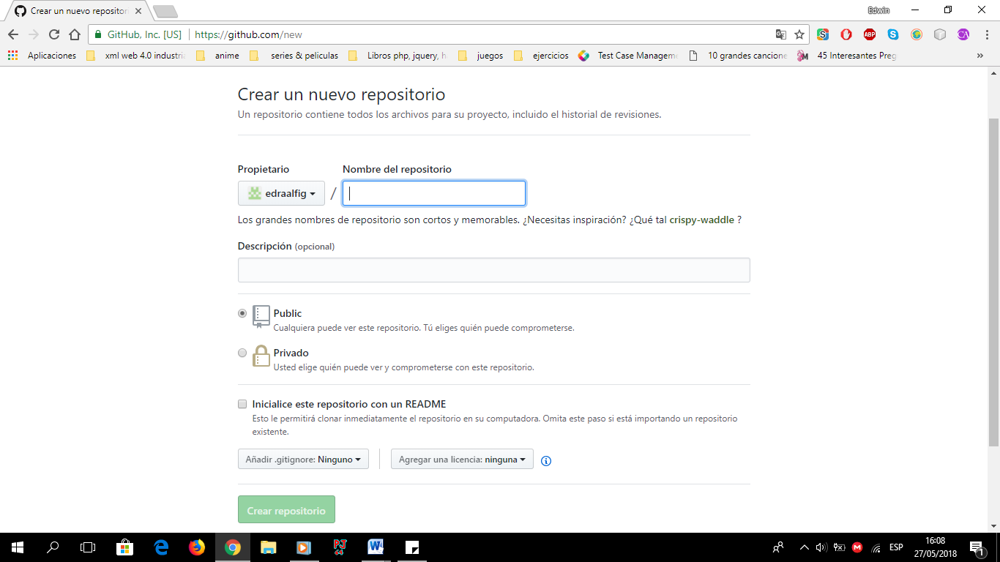 Crear un nuevo repositor
Edwin
GitHub, Inc. [US]
https://github.com/new
ABP
CA
Aplicaciones
xml web 4.0 industri
anime
series & peliculas
Libros php, jquery, h
juegos
ejercicios
Test Case Managem
10 grandes cancione
45 Interesantes Preg
Crear un nuevo repositorio
Un repositorio contiene todos los archivos para su proyecto, incluido el historial de revisiones.
Propietario
Nombre del repositorio
edraalfig
/
Los grandes nombres de repositorio son cortos y memorables. ¿Necesitas inspiración? ¿Qué tal crispy-waddle ?
Descripción (opcional)
Public
Cualquiera puede ver este repositorio. Tú eliges quién puede comprometerse.
Privado
Usted elige quién puede ver y comprometerse con este repositorio.
Inicialice este repositorio con un README
Esto le permitirá clonar inmediatamente el repositorio en su computadora. Omita este paso si está importando un repositorio
existente.
Añadir .gitignore: Ninguno
Agregar una licencia: ninguna
Crear repositorio
ESP
16:08
27/05/2018
1